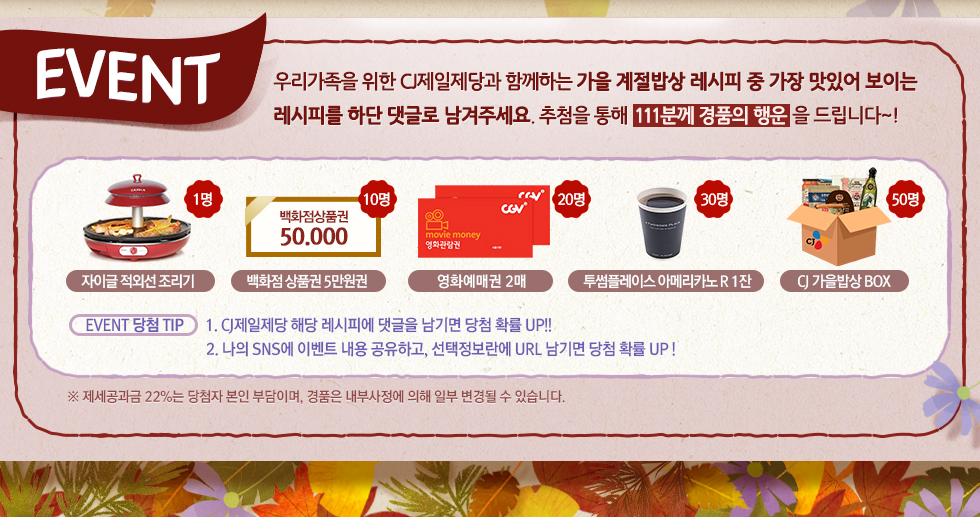 EVENT
우리가족을 위한 CJ제일제당과 함께하는 가을 계절밥상 레시피 중 가장 맛있어 보이는
레시피를 하단 댓글로 남겨주세요. 추첨을 통해 111분께 경품의 행운을 드립니다~!
1명
10명
20명
30명
50명
백화점상품권
50.000
CGV
CGV
movie money
영화관람권
CJ
자이글 적외선 조리기
백화점 상품권 5만원권
영화예매권 2매
투썸플레이스 아메리카노 R 1잔
CJ 가을밥상 BOX
EVENT 당첨 TIP
1. CJ제일제당 해당 레시피에 댓글을 남기면 당첨 확률 UP!!
2. 나의 SNS에 이벤트 내용 공유하고, 선택정보란에 URL 남기면 당첨 확률 UP !
※ 제세공과금 22%는 당첨자 본인 부담이며, 경품은 내부사정에 의해 일부 변경될 수 있습니다.